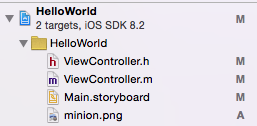 HelloWorld M
2 targets, iOS SDK 8.2
HelloWorld
h ViewController.h M
m ViewController.m M
Main.storyboard M
minion.png A